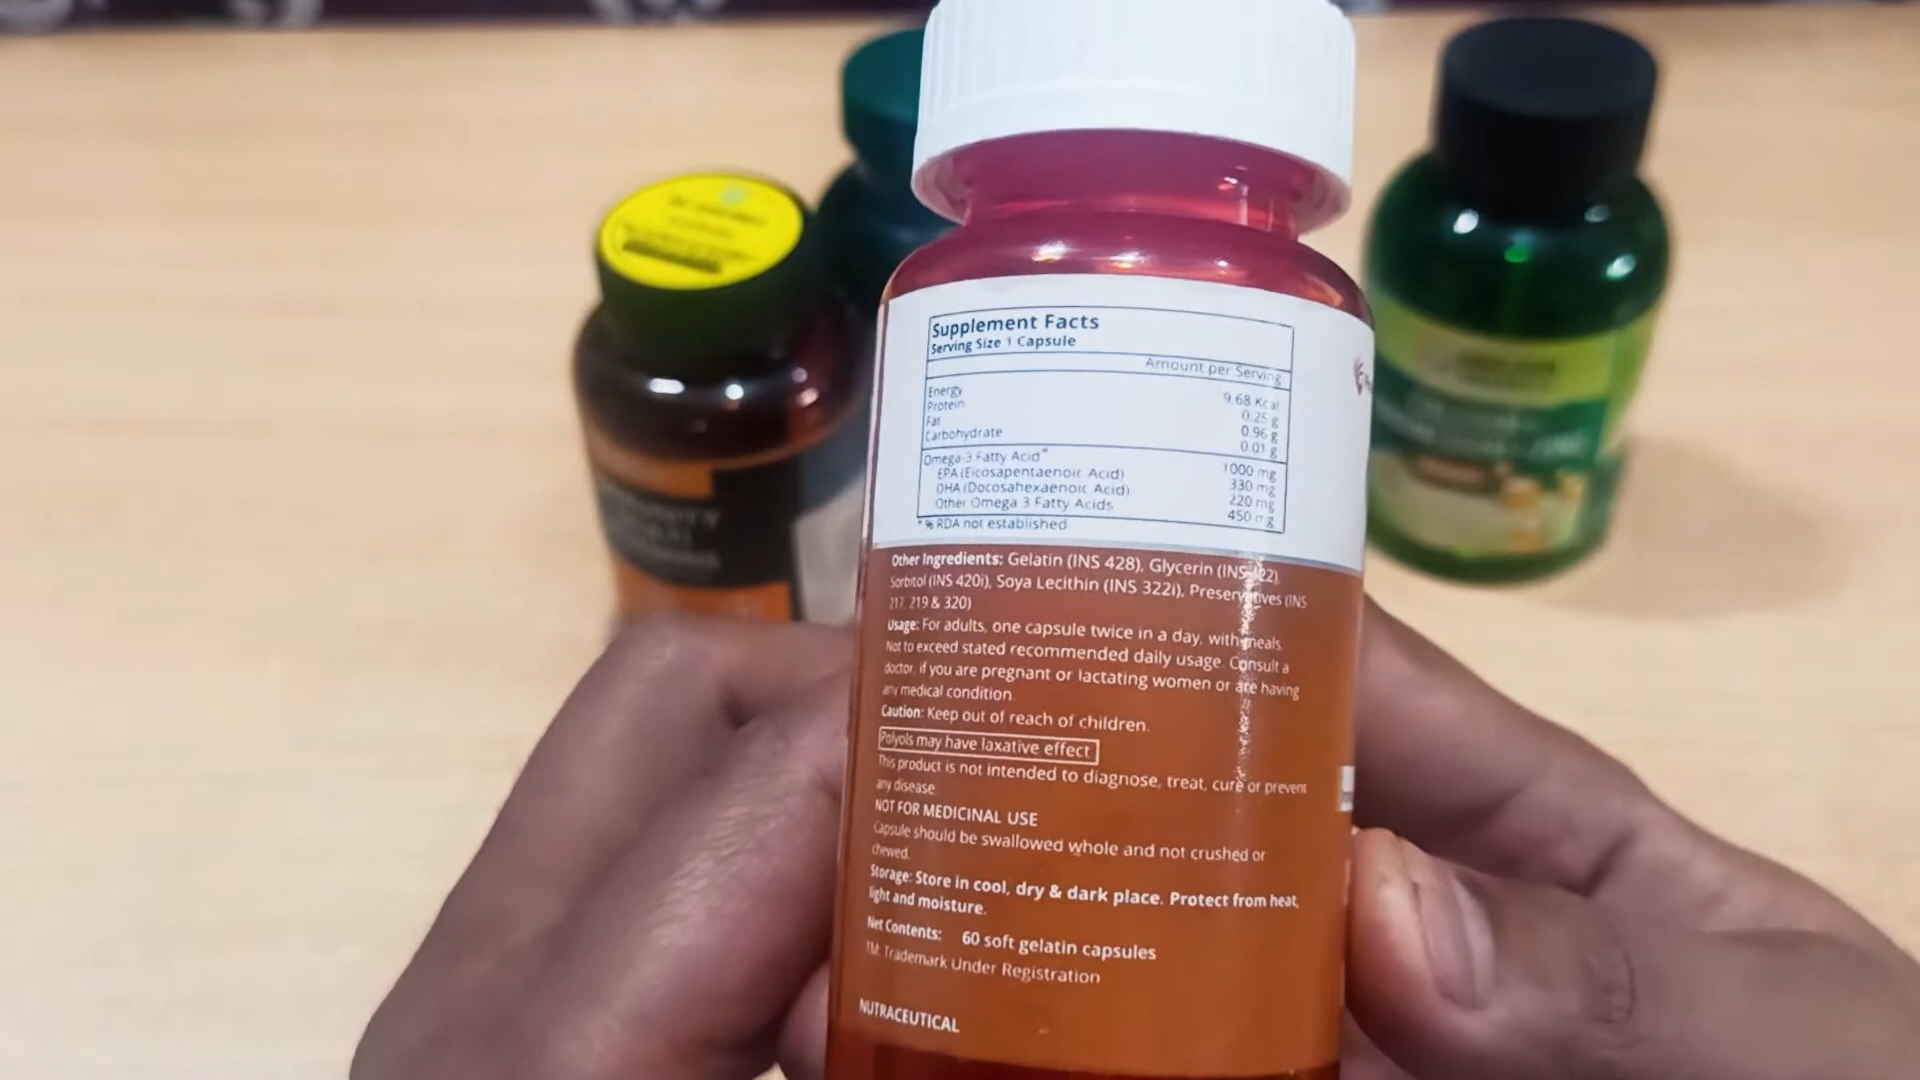 Supplement Facts
Serving Size 1 Capsule
Amount per Serving
Energy 9.68 Kcal
Protein 0.25 g
Fat 0.96 g
Carbohydrate 0.01 g
Omega-3 Fatty Acid* 1000 mg
EPA (Eicosapentaenoic Acid) 330 mg
DHA (Docosahexaenoic Acid) 220 mg
Other Omega 3 Fatty Acids 450 mg
* % RDA not established
Other Ingredients: Gelatin (INS 428), Glycerin (INS
Sorbitol (INS 420i), Soya Lecithin (INS 322i), Preservatives (INS
217, 219 & 320)
Usage: For adults, one capsule twice in a day, with meals.
Not to exceed stated recommended daily usage. Consult a
doctor, if you are pregnant or lactating women or are having
any medical condition.
Caution: Keep out of reach of children.
Polyols may have laxative effect
This product is not intended to diagnose, treat, cure or prevent
any disease.
NOT FOR MEDICINAL USE
Capsule should be swallowed whole and not crushed or
chewed.
Storage: Store in cool, dry & dark place. Protect from heat,
light and moisture.
Net Contents: 60 soft gelatin capsules
TM: Trademark Under Registration
NUTRACEUTICAL